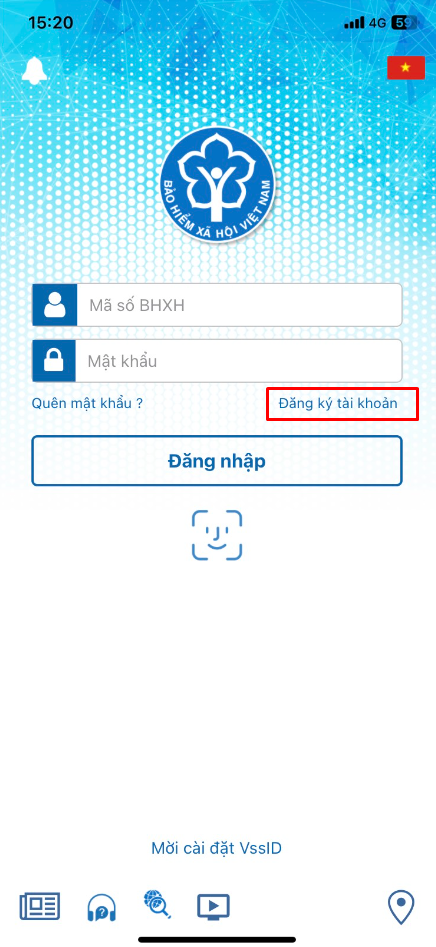 15:20
4G 59
BẢO HIỂM XÃ HỘI VIỆT NAM
Mã số BHXH
Mật khẩu
Quên mật khẩu ?
Đăng ký tài khoản
Đăng nhập
Mời cài đặt VssID